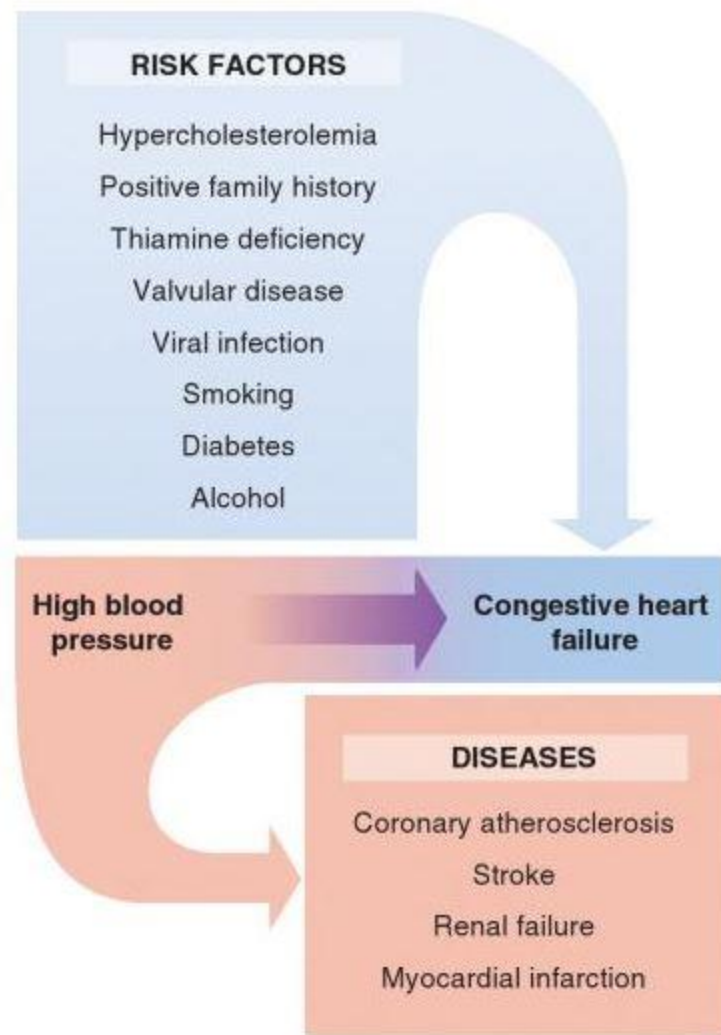 RISK FACTORS
Hypercholesterolemia
Positive family history
Thiamine deficiency
Valvular disease
Viral infection
Smoking
Diabetes
Alcohol
High blood
pressure
Congestive heart
failure
DISEASES
Coronary atherosclerosis
Stroke
Renal failure
Myocardial infarction